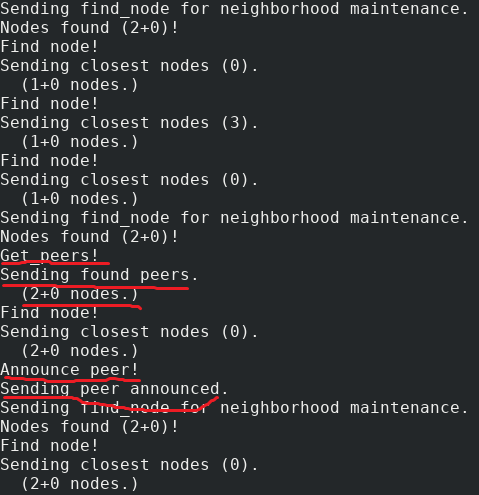 Sending find_node for neighborhood maintenance.
Nodes found (2+0)!
Find node!
Sending closest nodes (0).
  (1+0 nodes.)
Find node!
Sending closest nodes (3).
  (1+0 nodes.)
Find node!
Sending closest nodes (0).
  (1+0 nodes.)
Sending find_node for neighborhood maintenance.
Nodes found (2+0)!
Get_peers!
Sending found peers.
  (2+0 nodes.)
Find node!
Sending closest nodes (0).
  (2+0 nodes.)
Announce peer!
Sending peer announced.
Sending find_node for neighborhood maintenance.
Nodes found (2+0)!
Find node!
Sending closest nodes (0).
  (2+0 nodes.)